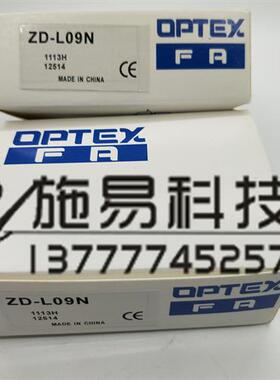 ZD-L09N
1113H
12514
MADE IN CHINA
CE
OPTEX
FA
OPTEX
FA
施易科技
13777745257
ZD-L09N
1113H
12514
MADE IN CHINA
CE
OPTEX
FA